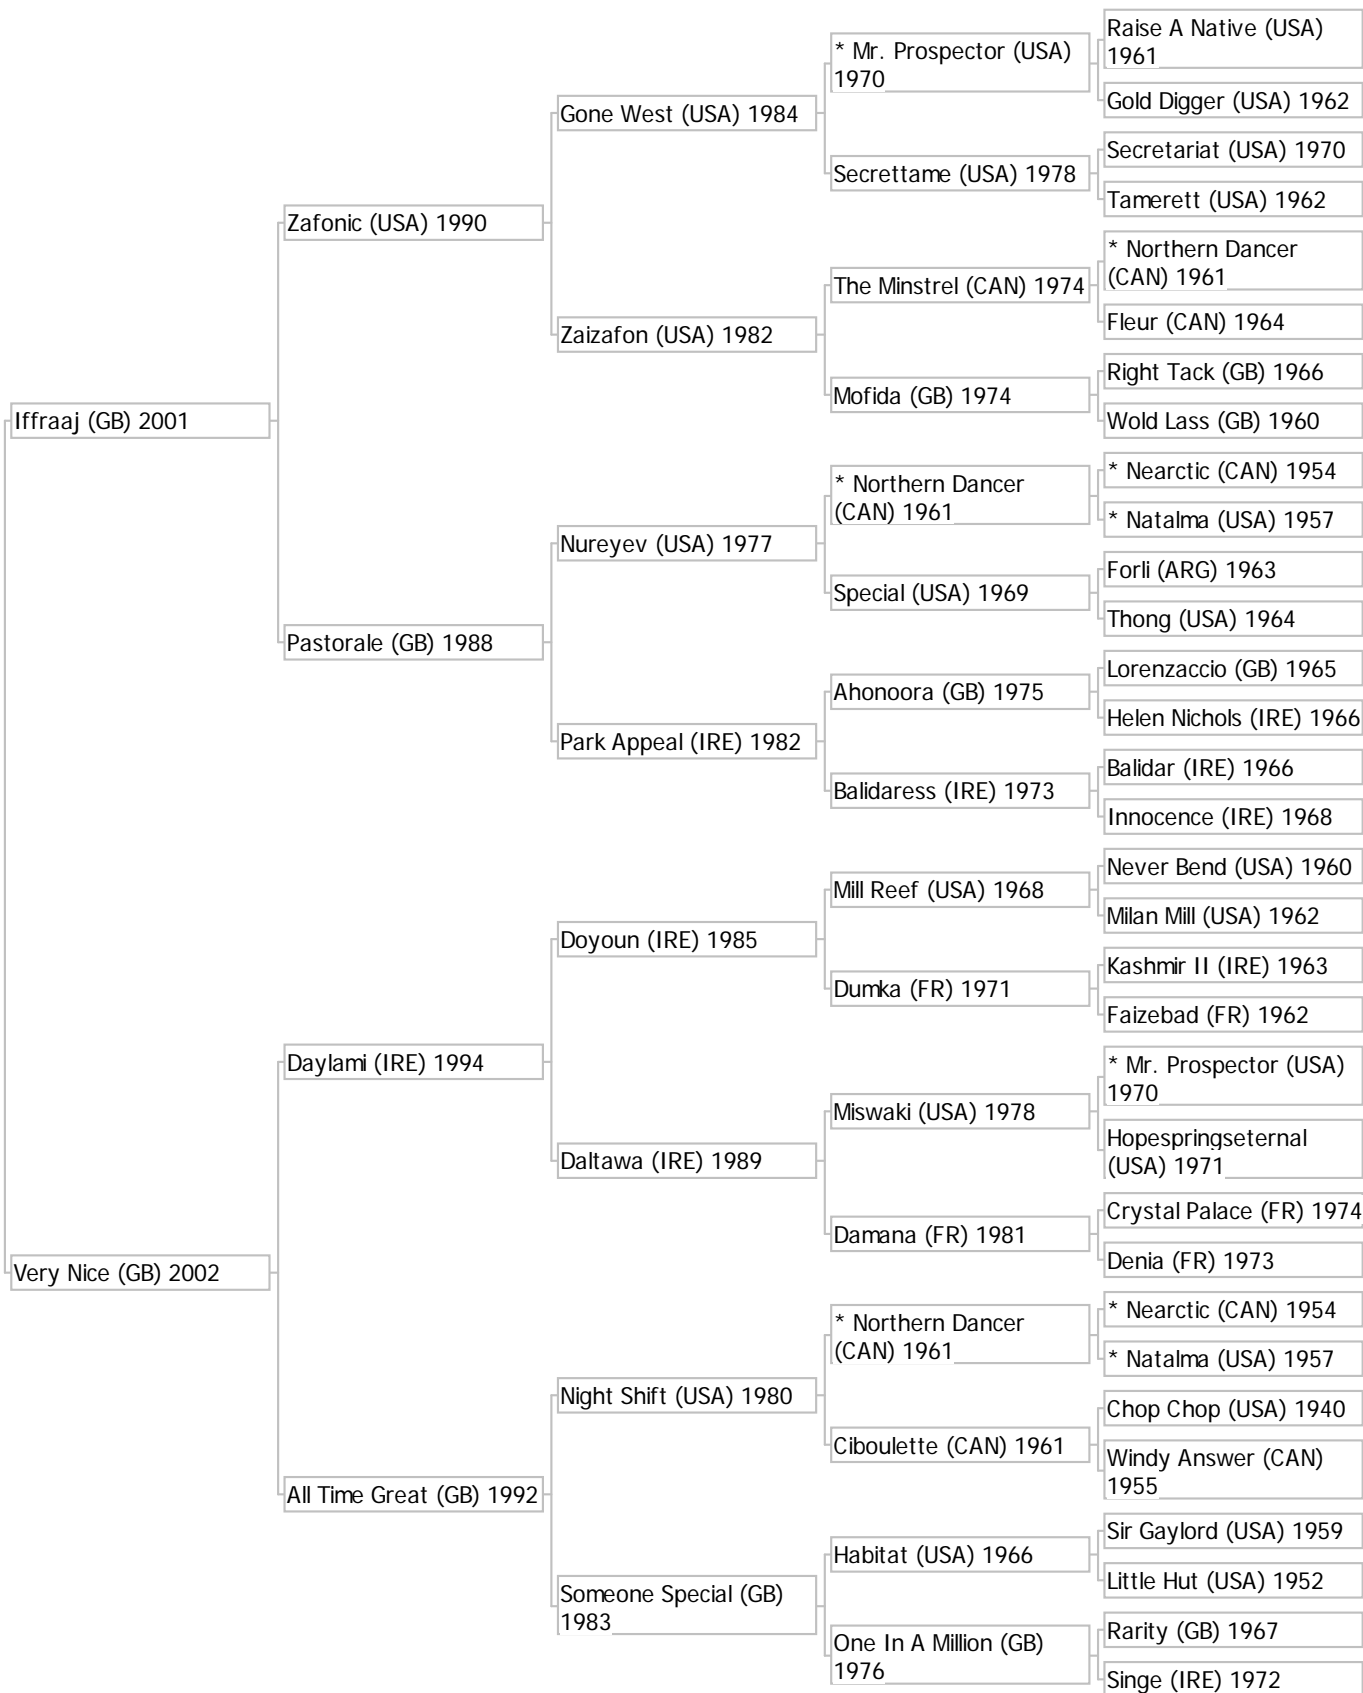 Iffraaj (GB) 2001
Very Nice (GB) 2002
Zafonic (USA) 1990
Pastorale (GB) 1988
Daylami (IRE) 1994
All Time Great (GB) 1992
Gone West (USA) 1984
Zaizafon (USA) 1982
Nureyev (USA) 1977
Park Appeal (IRE) 1982
Doyoun (IRE) 1985
Daltawa (IRE) 1989
Night Shift (USA) 1980
Someone Special (GB)
1983
* Mr. Prospector (USA)
1970
Secrettame (USA) 1978
The Minstrel (CAN) 1974
Mofida (GB) 1974
* Northern Dancer
(CAN) 1961
Special (USA) 1969
Ahonoora (GB) 1975
Balidaress (IRE) 1973
Mill Reef (USA) 1968
Dumka (FR) 1971
Miswaki (USA) 1978
Damana (FR) 1981
* Northern Dancer
(CAN) 1961
Ciboulette (CAN) 1961
Habitat (USA) 1966
One In A Million (GB)
1976
Raise A Native (USA)
1961
Gold Digger (USA) 1962
Secretariat (USA) 1970
Tamerett (USA) 1962
* Northern Dancer
(CAN) 1961
Fleur (CAN) 1964
Right Tack (GB) 1966
Wold Lass (GB) 1960
* Nearctic (CAN) 1954
* Natalma (USA) 1957
Forli (ARG) 1963
Thong (USA) 1964
Lorenzaccio (GB) 1965
Helen Nichols (IRE) 1966
Balidar (IRE) 1966
Innocence (IRE) 1968
Never Bend (USA) 1960
Milan Mill (USA) 1962
Kashmir II (IRE) 1963
Faizebad (FR) 1962
* Mr. Prospector (USA)
1970
Hopespringseternal
(USA) 1971
Crystal Palace (FR) 1974
Denia (FR) 1973
* Nearctic (CAN) 1954
* Natalma (USA) 1957
Chop Chop (USA) 1940
Windy Answer (CAN)
1955
Sir Gaylord (USA) 1959
Little Hut (USA) 1952
Rarity (GB) 1967
Singe (IRE) 1972